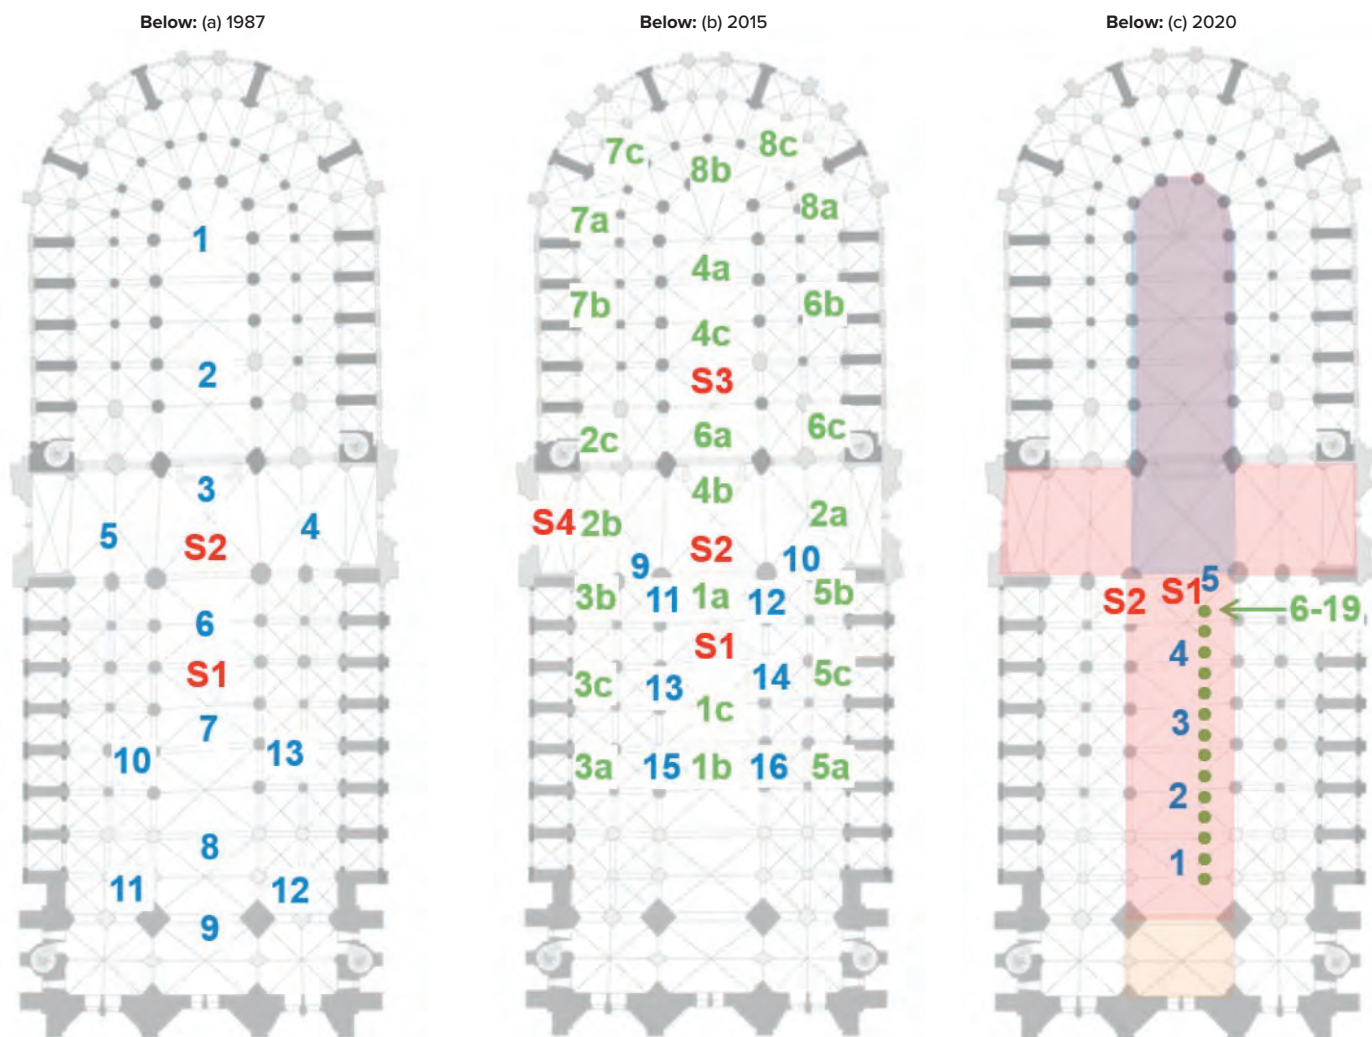 Below: (a) 1987
1
2
3
5
4
S2
6
S1
7
10
13
8
11
12
9
Below: (b) 2015
7c
8c
8b
7a
8a
4a
7b
6b
4c
S3
2c
6a
6c
4b
S4
2b
2a
S2
9
10
3b
11
1a
12
5b
S1
3c
13
14
5c
1c
3a
15
1b
16
5a
Below: (c) 2020
S2
S1
5
6-19
4
3
2
1